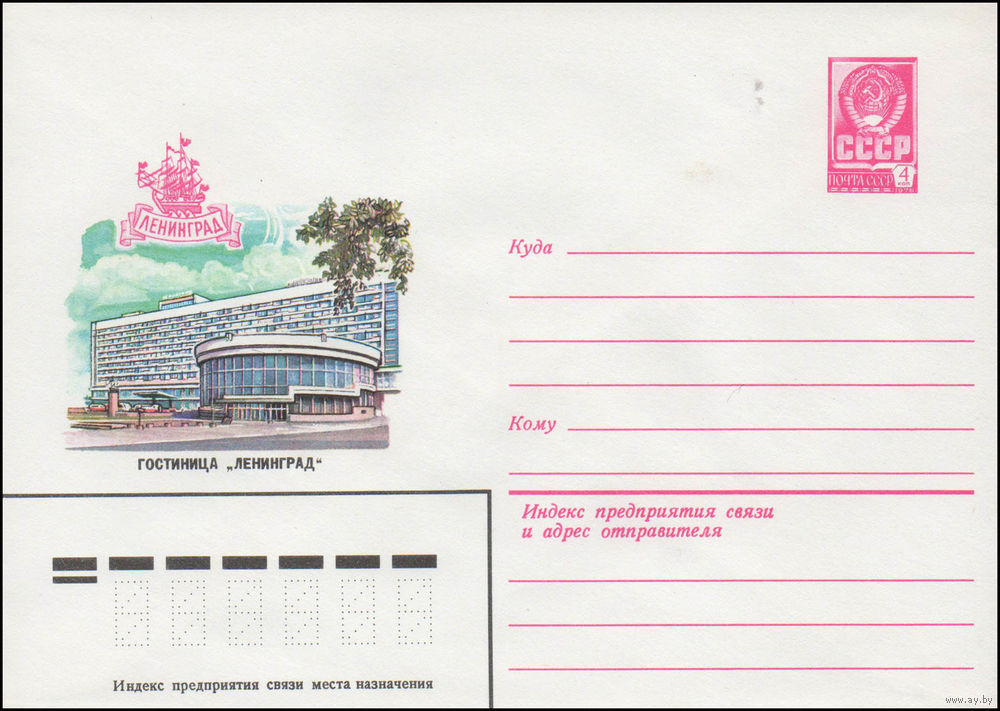 СССР
ПОЧТА СССР 4 коп
1978
ЛЕНИНГРАД
Куда
ГОСТИНИЦА „ЛЕНИНГРАД“
Кому
Индекс предприятия связи
и адрес отправителя
Индекс предприятия связи места назначения
www.ay.by